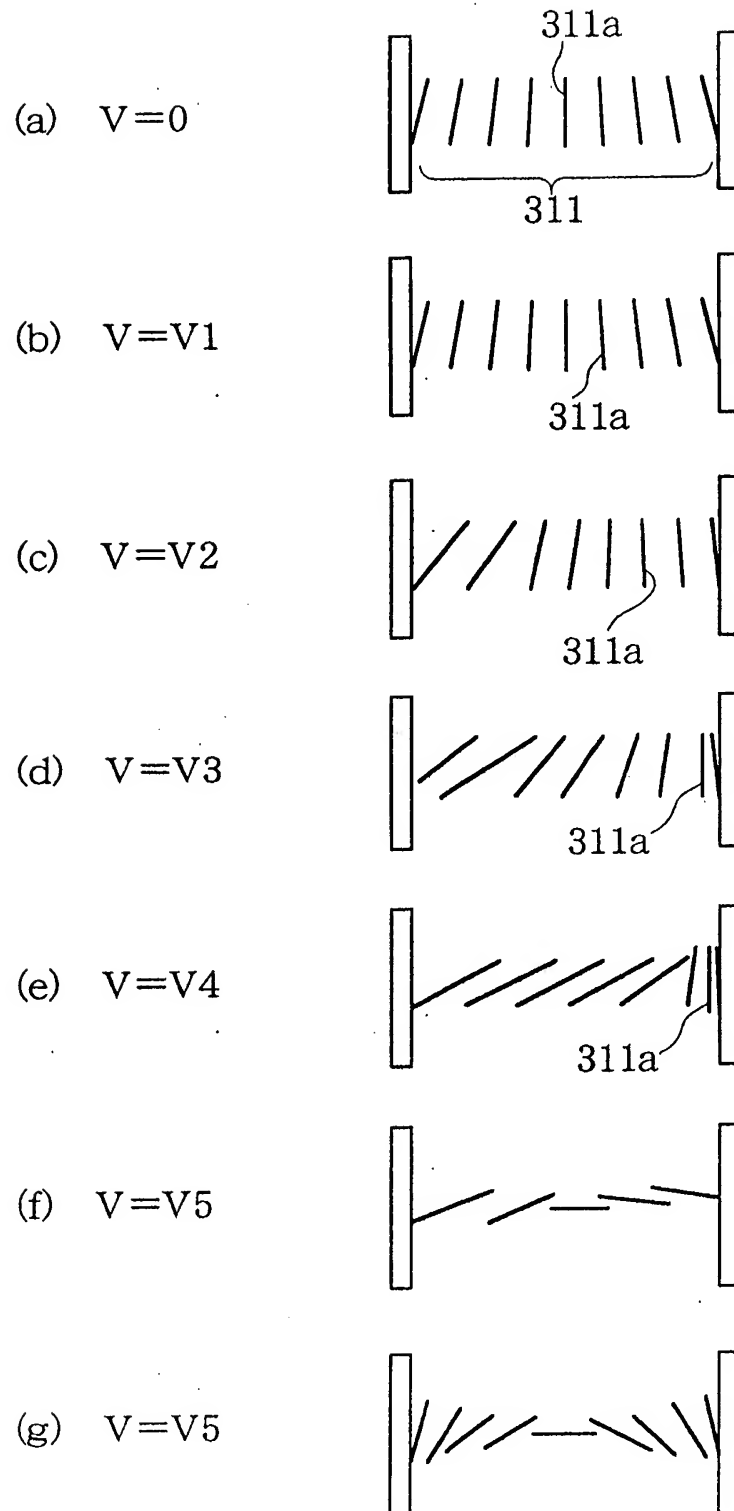 311a
(a) V=0
311
(b) V=V1
311a
(c) V=V2
311a
(d) V=V3
311a
(e) V=V4
311a
(f) V=V5
(g) V=V5